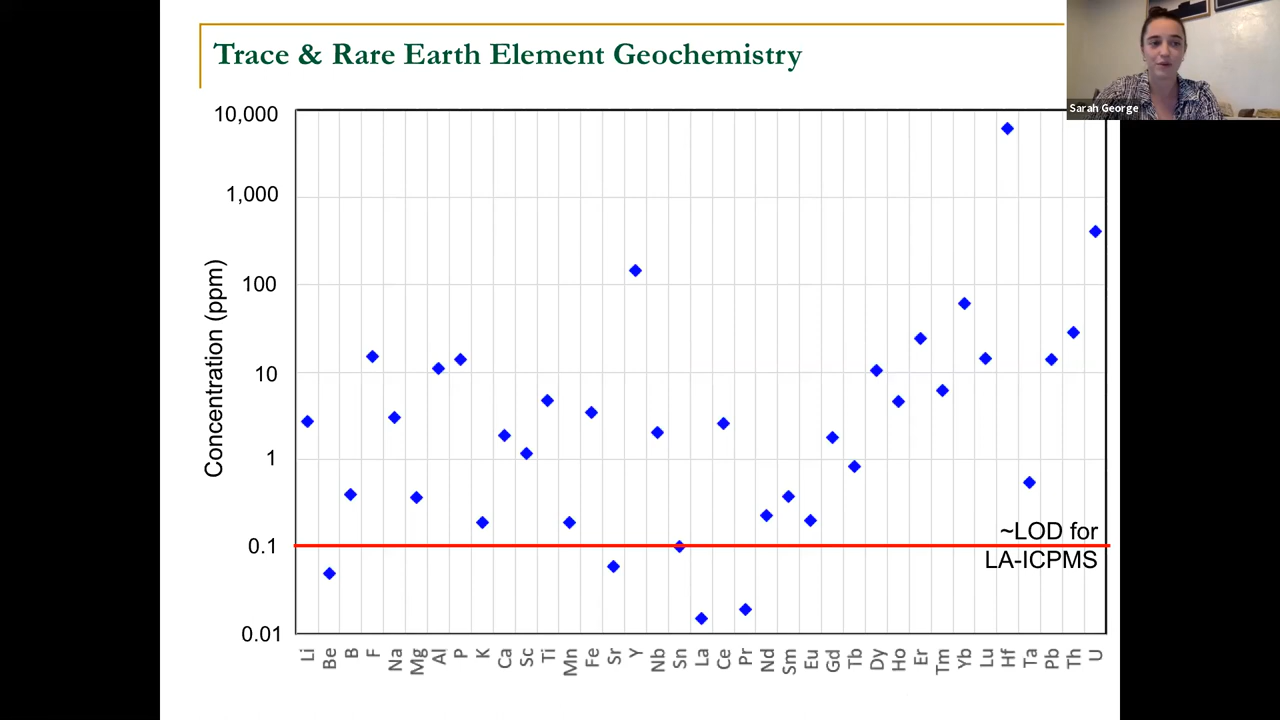 Trace & Rare Earth Element Geochemistry
Sarah George
10,000
1,000
100
10
1
0.1
0.01
Concentration (ppm)
~LOD for
LA-ICPMS
Li Be B F Na Mg Al P K Ca Sc Ti Mn Fe Sr Y Nb Sn La Ce Pr Nd Sm Eu Gd Tb Dy Ho Er Tm Yb Lu Hf Ta Pb Th U